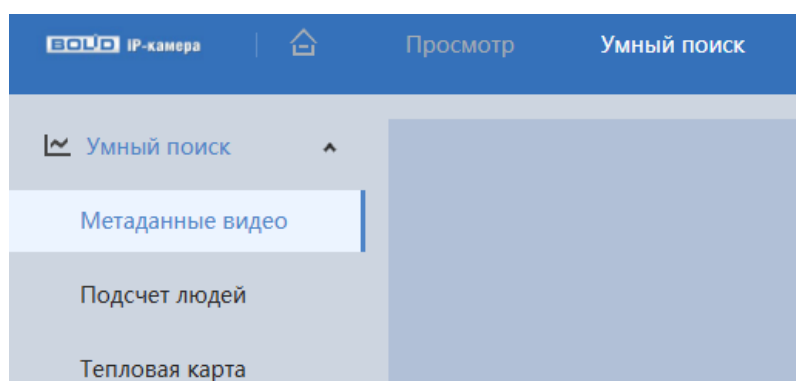 BOLID IP-камера Просмотр Умный поиск
Умный поиск
Метаданные видео
Подсчет людей
Тепловая карта